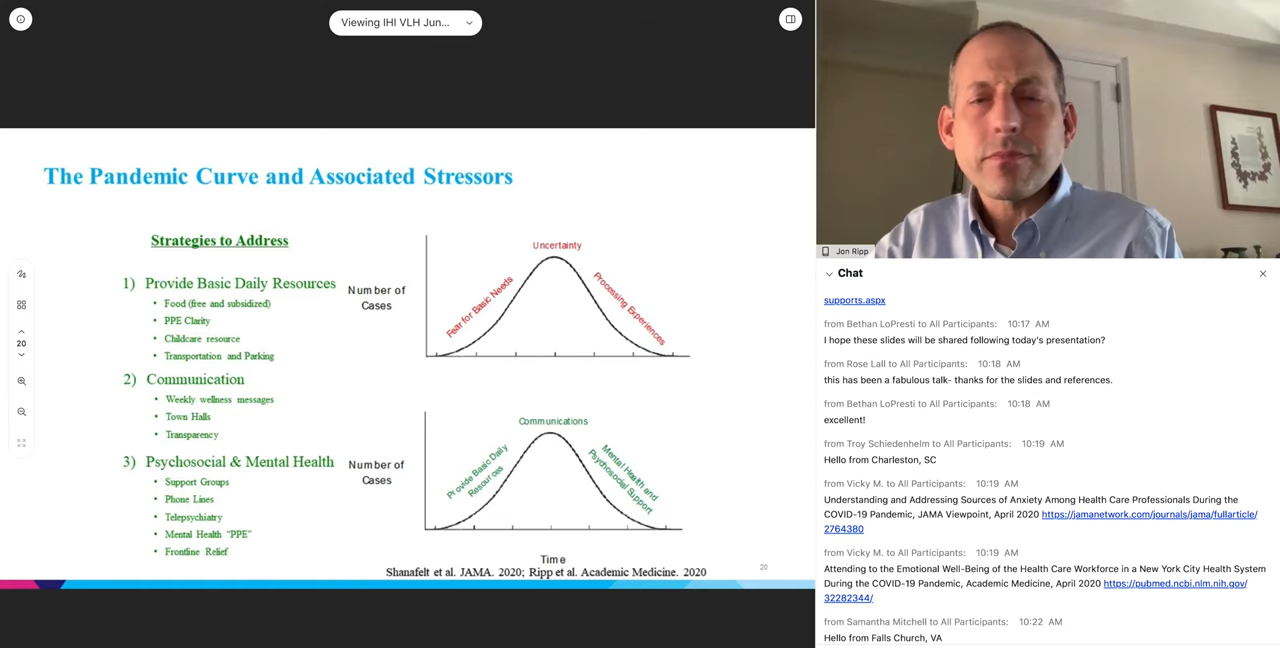 Viewing IHI VLH Jun...
The Pandemic Curve and Associated Stressors
Strategies to Address
1) Provide Basic Daily Resources
• Food (free and subsidized)
• PPE Clarity
• Childcare resource
• Transportation and Parking
2) Communication
• Weekly wellness messages
• Town Halls
• Transparency
3) Psychosocial & Mental Health
• Support Groups
• Phone Lines
• Telepsychiatry
• Mental Health "PPE"
• Frontline Relief
Number of
Cases
Fear for Basic Needs
Uncertainty
Processing Experiences
Number of
Cases
Provide Basic Daily
Resources
Communications
Mental Health and
Psychosocial Support
Time
Shanafelt et al. JAMA. 2020; Ripp et al. Academic Medicine. 2020
20
20
Jon Ripp
Chat
supports.aspx
from Bethan LoPresti to All Participants: 10:17 AM
I hope these slides will be shared following today's presentation?
from Rose Lall to All Participants: 10:18 AM
this has been a fabulous talk- thanks for the slides and references.
from Bethan LoPresti to All Participants: 10:18 AM
excellent!
from Troy Schiedenhelm to All Participants: 10:19 AM
Hello from Charleston, SC
from Vicky M. to All Participants: 10:19 AM
Understanding and Addressing Sources of Anxiety Among Health Care Professionals During the
COVID-19 Pandemic, JAMA Viewpoint, April 2020 https://jamanetwork.com/journals/jama/fullarticle/
2764380
from Vicky M. to All Participants: 10:19 AM
Attending to the Emotional Well-Being of the Health Care Workforce in a New York City Health System
During the COVID-19 Pandemic, Academic Medicine, April 2020 https://pubmed.ncbi.nlm.nih.gov/
32282344/
from Samantha Mitchell to All Participants: 10:22 AM
Hello from Falls Church, VA